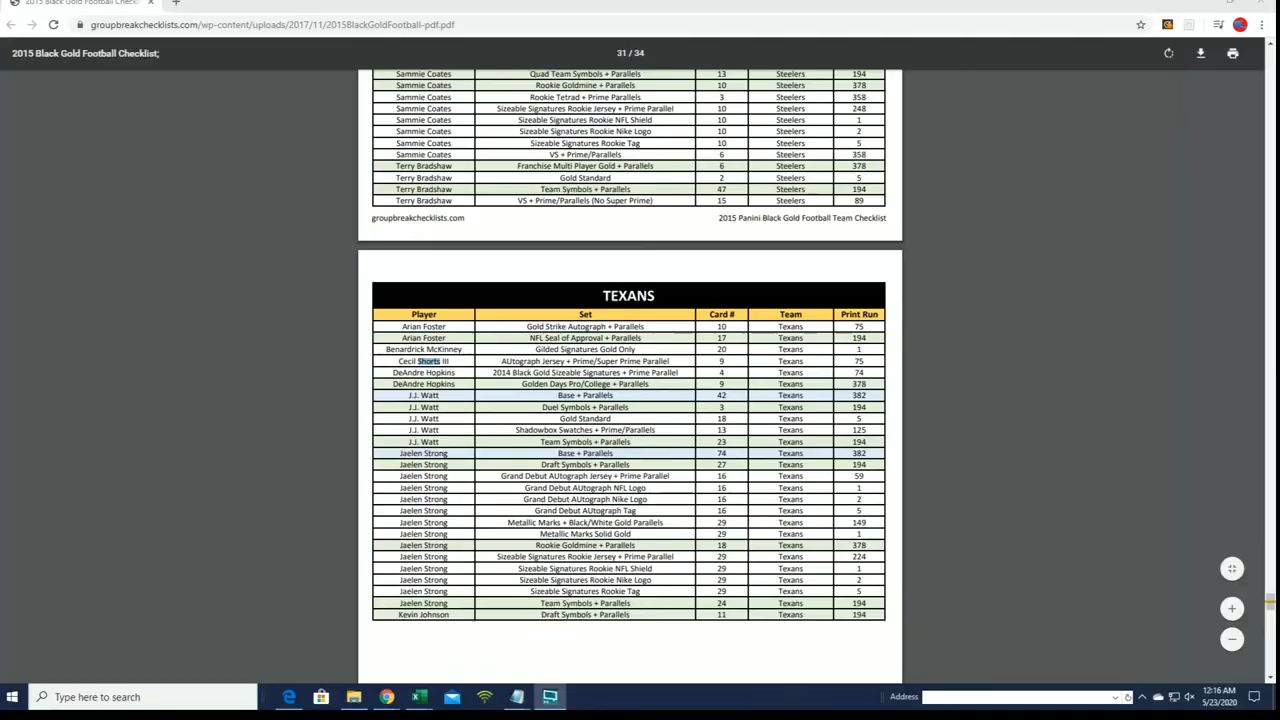 2015 Black Gold Football Check
groupbreakchecklists.com/wp-content/uploads/2017/11/2015BlackGoldFootball-pdf.pdf
2015 Black Gold Football Checklist;
31 / 34
Sammie Coates Quad Team Symbols + Parallels 13 Steelers 194
Sammie Coates Rookie Goldmine + Parallels 10 Steelers 378
Sammie Coates Rookie Tetrad + Prime Parallels 3 Steelers 358
Sammie Coates Sizeable Signatures Rookie Jersey + Prime Parallel 10 Steelers 248
Sammie Coates Sizeable Signatures Rookie NFL Shield 10 Steelers 1
Sammie Coates Sizeable Signatures Rookie Nike Logo 10 Steelers 2
Sammie Coates Sizeable Signatures Rookie Tag 10 Steelers 5
Sammie Coates VS + Prime/Parallels 6 Steelers 358
Terry Bradshaw Franchise Multi Player Gold + Parallels 6 Steelers 378
Terry Bradshaw Gold Standard 2 Steelers 5
Terry Bradshaw Team Symbols + Parallels 47 Steelers 194
Terry Bradshaw VS + Prime/Parallels (No Super Prime) 15 Steelers 89
groupbreakchecklists.com 2015 Panini Black Gold Football Team Checklist
TEXANS
Player Set Card # Team Print Run
Arian Foster Gold Strike Autograph + Parallels 10 Texans 75
Arian Foster NFL Seal of Approval + Parallels 17 Texans 194
Benardrick McKinney Gilded Signatures Gold Only 20 Texans 1
Cecil Shorts III AUtograph Jersey + Prime/Super Prime Parallel 9 Texans 75
DeAndre Hopkins 2014 Black Gold Sizeable Signatures + Prime Parallel 4 Texans 74
DeAndre Hopkins Golden Days Pro/College + Parallels 9 Texans 378
J.J. Watt Base + Parallels 42 Texans 382
J.J. Watt Duel Symbols + Parallels 3 Texans 194
J.J. Watt Gold Standard 18 Texans 5
J.J. Watt Shadowbox Swatches + Prime/Parallels 13 Texans 125
J.J. Watt Team Symbols + Parallels 23 Texans 194
Jaelen Strong Base + Parallels 74 Texans 382
Jaelen Strong Draft Symbols + Parallels 27 Texans 194
Jaelen Strong Grand Debut AUtograph Jersey + Prime Parallel 16 Texans 59
Jaelen Strong Grand Debut AUtograph NFL Logo 16 Texans 1
Jaelen Strong Grand Debut AUtograph Nike Logo 16 Texans 2
Jaelen Strong Grand Debut AUtograph Tag 16 Texans 5
Jaelen Strong Metallic Marks + Black/White Gold Parallels 29 Texans 149
Jaelen Strong Metallic Marks Solid Gold 29 Texans 1
Jaelen Strong Rookie Goldmine + Parallels 18 Texans 378
Jaelen Strong Sizeable Signatures Rookie Jersey + Prime Parallel 29 Texans 224
Jaelen Strong Sizeable Signatures Rookie NFL Shield 29 Texans 1
Jaelen Strong Sizeable Signatures Rookie Nike Logo 29 Texans 2
Jaelen Strong Sizeable Signatures Rookie Tag 29 Texans 5
Jaelen Strong Team Symbols + Parallels 24 Texans 194
Kevin Johnson Draft Symbols + Parallels 11 Texans 194
Type here to search
Address
12:16 AM
5/23/2020